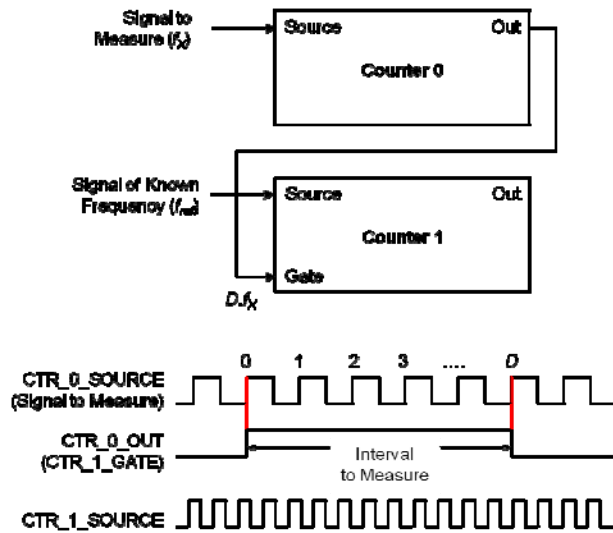 Signal to
Measure (fX)
Source
Out
Counter 0
Signal of Known
Frequency (fref)
Source
Out
Counter 1
Gate
D.fX
0 1 2 3 .... D
CTR_0_SOURCE
(Signal to Measure)
CTR_0_OUT
(CTR_1_GATE)
Interval
to Measure
CTR_1_SOURCE